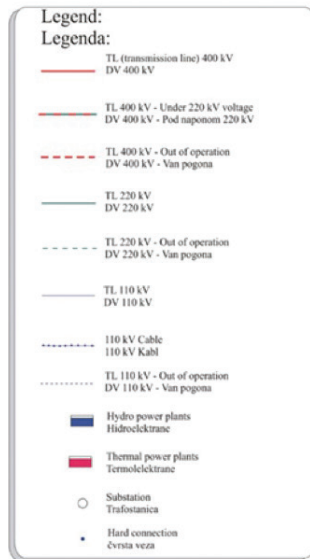 Legend:
Legenda:
TL (transmission line) 400 kV
DV 400 kV
TL 400 kV - Under 220 kV voltage
DV 400 kV - Pod naponom 220 kV
TL 400 kV - Out of operation
DV 400 kV - Van pogona
TL 220 kV
DV 220 kV
TL 220 kV - Out of operation
DV 220 kV - Van pogona
TL 110 kV
DV 110 kV
110 kV Cable
110 kV Kabl
TL 110 kV - Out of operation
DV 110 kV - Van pogona
Hydro power plants
Hidroelektrane
Thermal power plants
Termolelektrane
Substation
Trafostanica
Hard connection
čvrsta veza